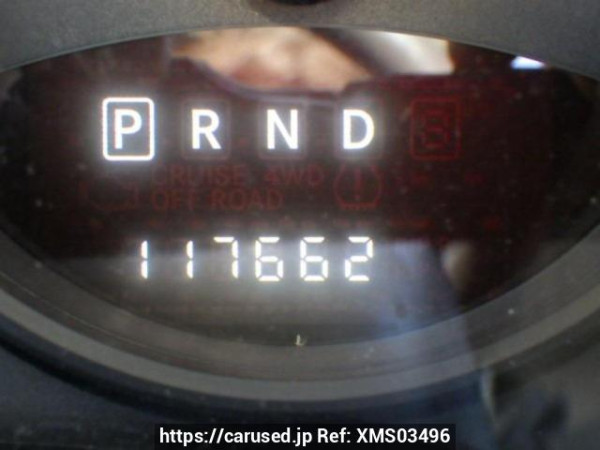 P R N D S
CRUISE 4WD
OFF ROAD
117662
https://carused.jp Ref: XMS03496